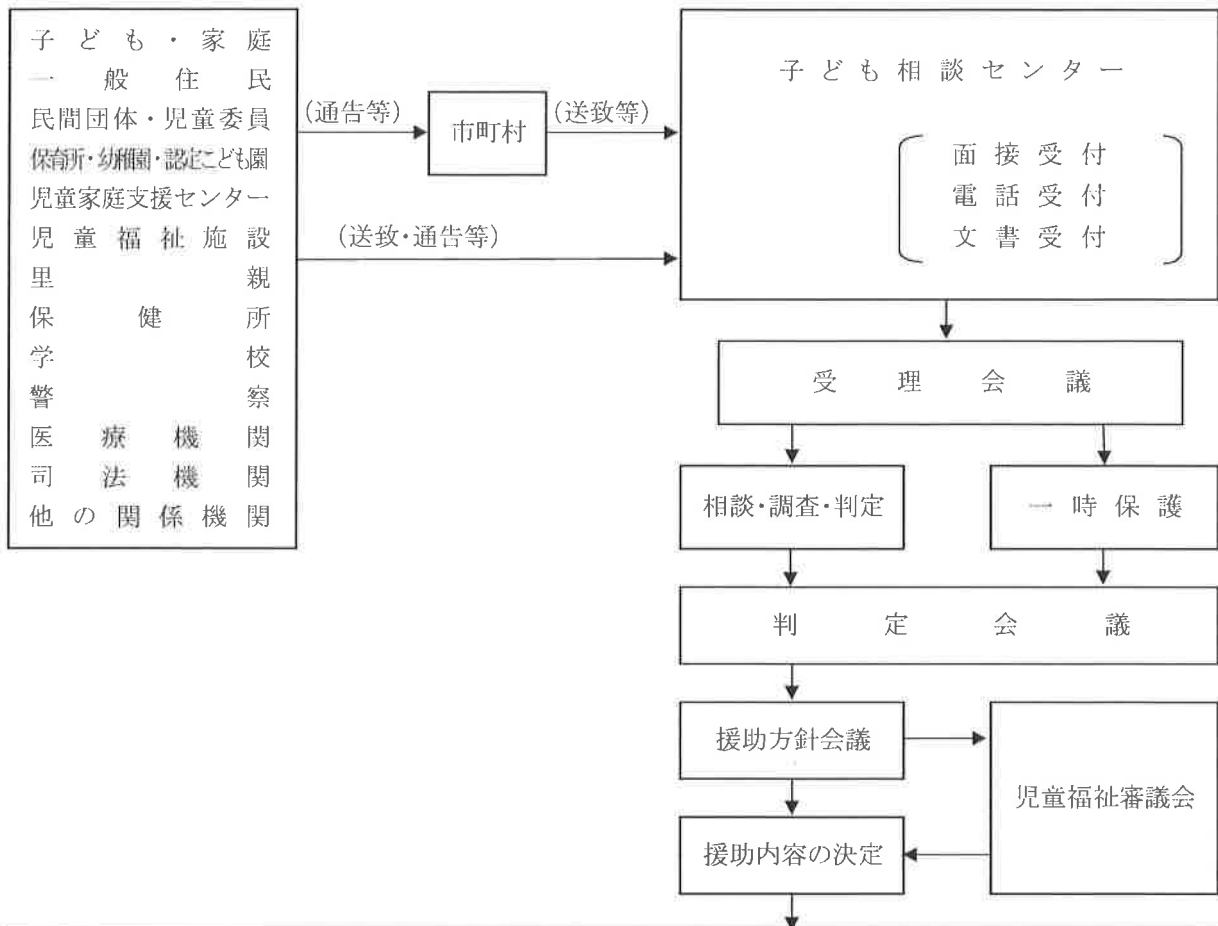 子ども・家庭
一般住民
民間団体・児童委員
保育所・幼稚園・認定こども園
児童家庭支援センター
児童福祉施設
里親
保健所
学校
警察
医療機関
司法機関
他の関係機関
(通告等)
市町村
(送致等)
(送致・通告等)
子ども相談センター
面接受付
電話受付
文書受付
受理会議
相談・調査・判定
一時保護
判定会議
援助方針会議
児童福祉審議会
援助内容の決定